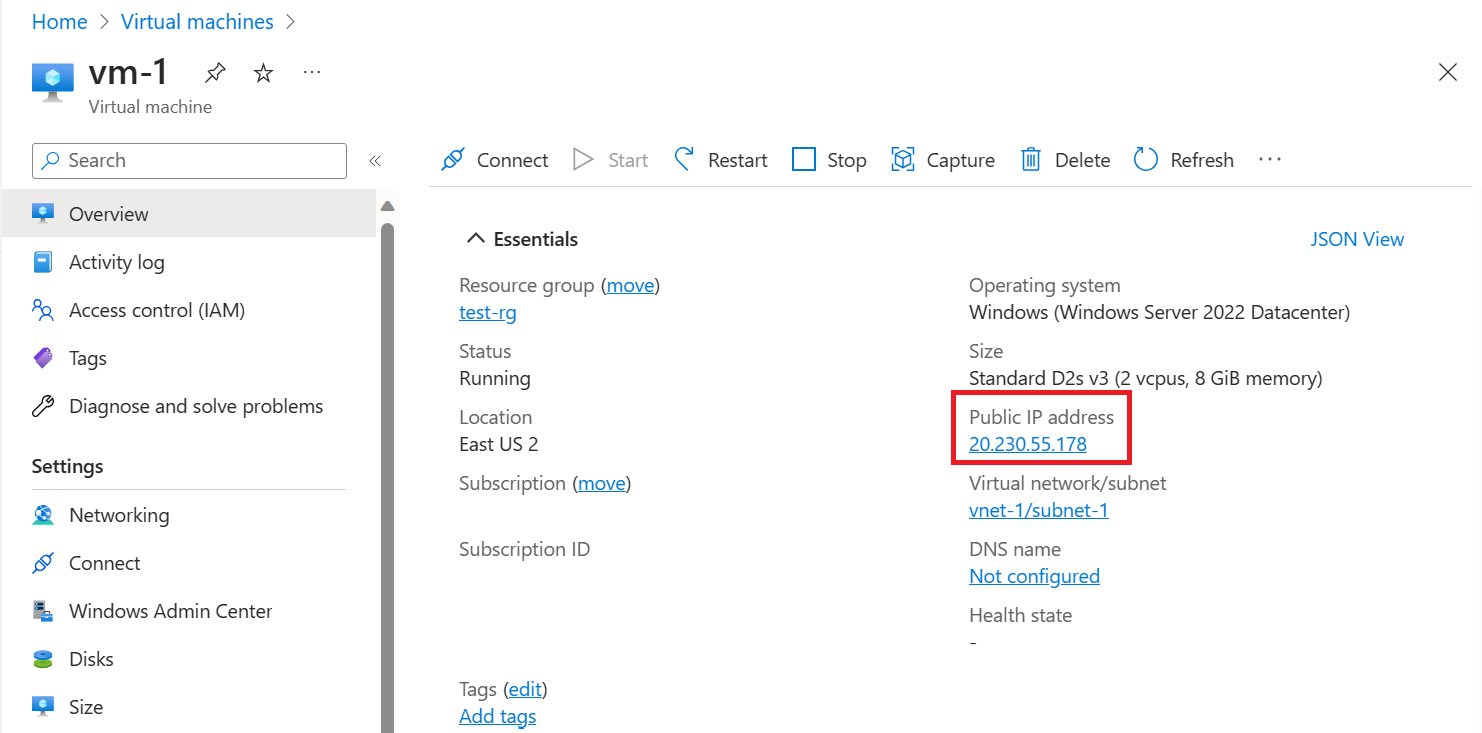 Home > Virtual machines >
vm-1
Virtual machine
Search
Overview
Activity log
Access control (IAM)
Tags
Diagnose and solve problems
Settings
Networking
Connect
Windows Admin Center
Disks
Size
Connect Start Restart Stop Capture Delete Refresh
Essentials
JSON View
Resource group (move)
test-rg
Status
Running
Location
East US 2
Subscription (move)
Subscription ID
Operating system
Windows (Windows Server 2022 Datacenter)
Size
Standard D2s v3 (2 vcpus, 8 GiB memory)
Public IP address
20.230.55.178
Virtual network/subnet
vnet-1/subnet-1
DNS name
Not configured
Health state
-
Tags (edit)
Add tags